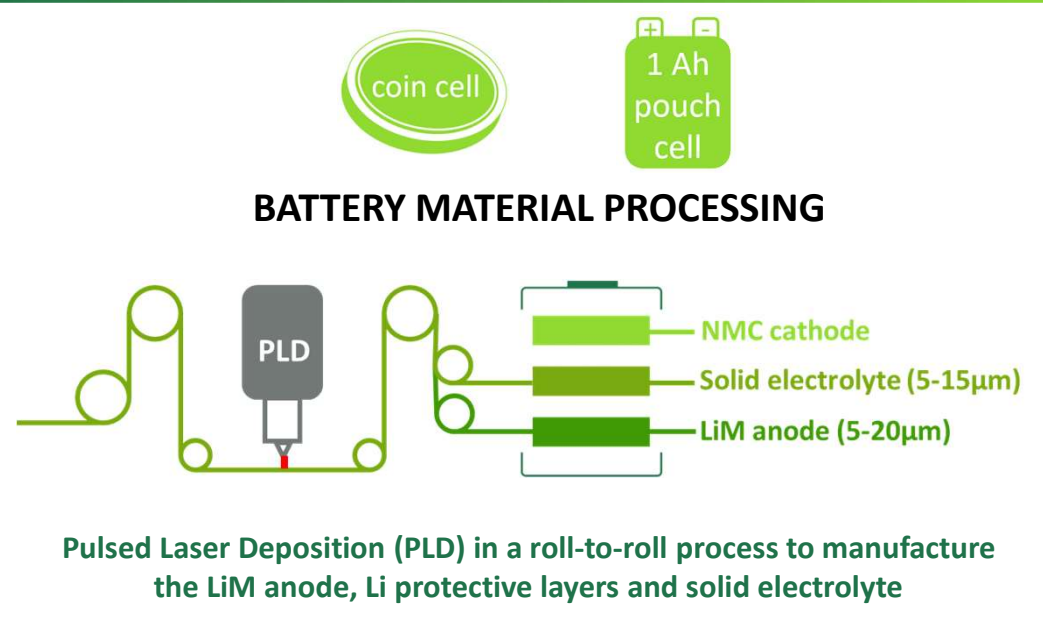 coin cell
+ -
1 Ah
pouch
cell
BATTERY MATERIAL PROCESSING
PLD
NMC cathode
Solid electrolyte (5-15µm)
LiM anode (5-20µm)
Pulsed Laser Deposition (PLD) in a roll-to-roll process to manufacture
the LiM anode, Li protective layers and solid electrolyte